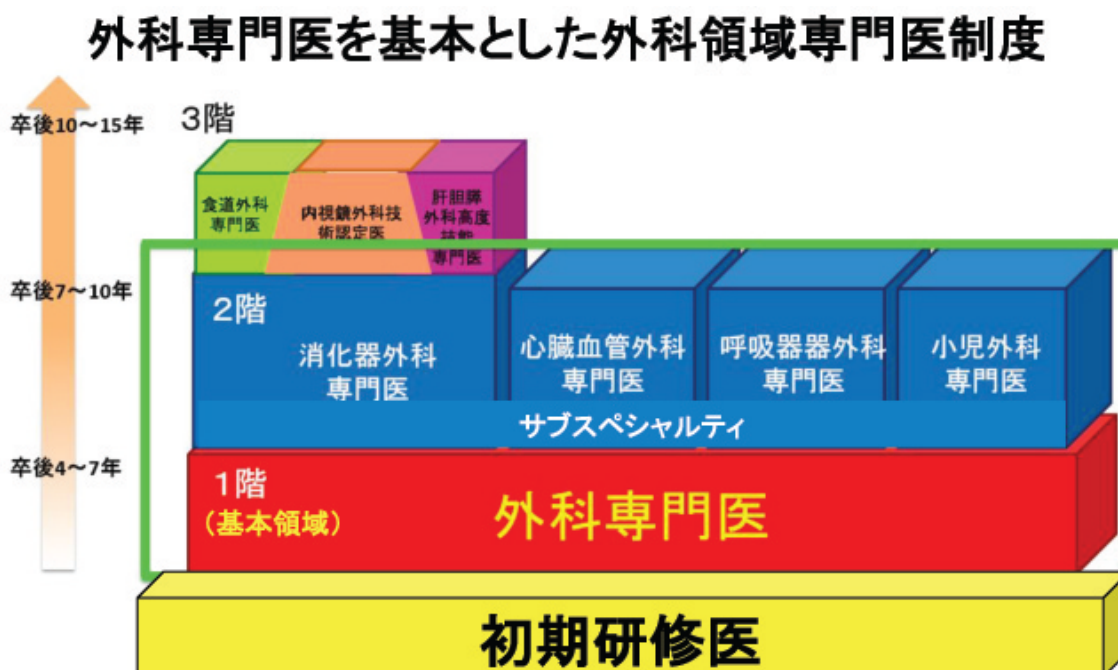 外科専門医を基本とした外科領域専門医制度
卒後10～15年
3階
食道外科
専門医
内視鏡外科技
術認定医
肝胆膵
外科高度
技能
専門医
卒後7～10年
2階
消化器外科
専門医
心臓血管外科
専門医
呼吸器器外科
専門医
小児外科
専門医
サブスペシャルティ
卒後4～7年
1階
（基本領域）
外科専門医
初期研修医